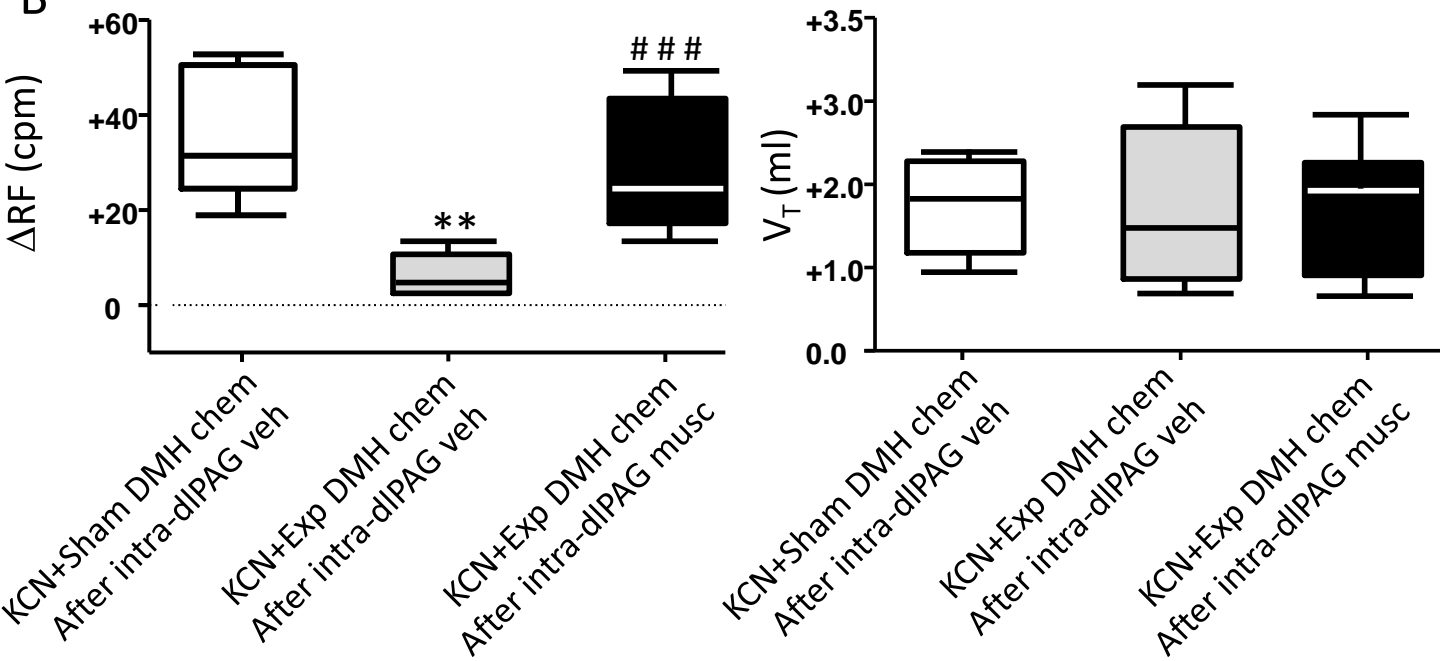 B
+60
+40
+20
0
ΔRF (cpm)
**
###
KCN+Sham DMH chem
After intra-dlPAG veh
KCN+Exp DMH chem
After intra-dlPAG veh
KCN+Exp DMH chem
After intra-dlPAG musc
+3.5
+3.0
+2.0
+1.0
0.0
VT (ml)
KCN+Sham DMH chem
After intra-dlPAG veh
KCN+Exp DMH chem
After intra-dlPAG veh
KCN+Exp DMH chem
After intra-dlPAG musc